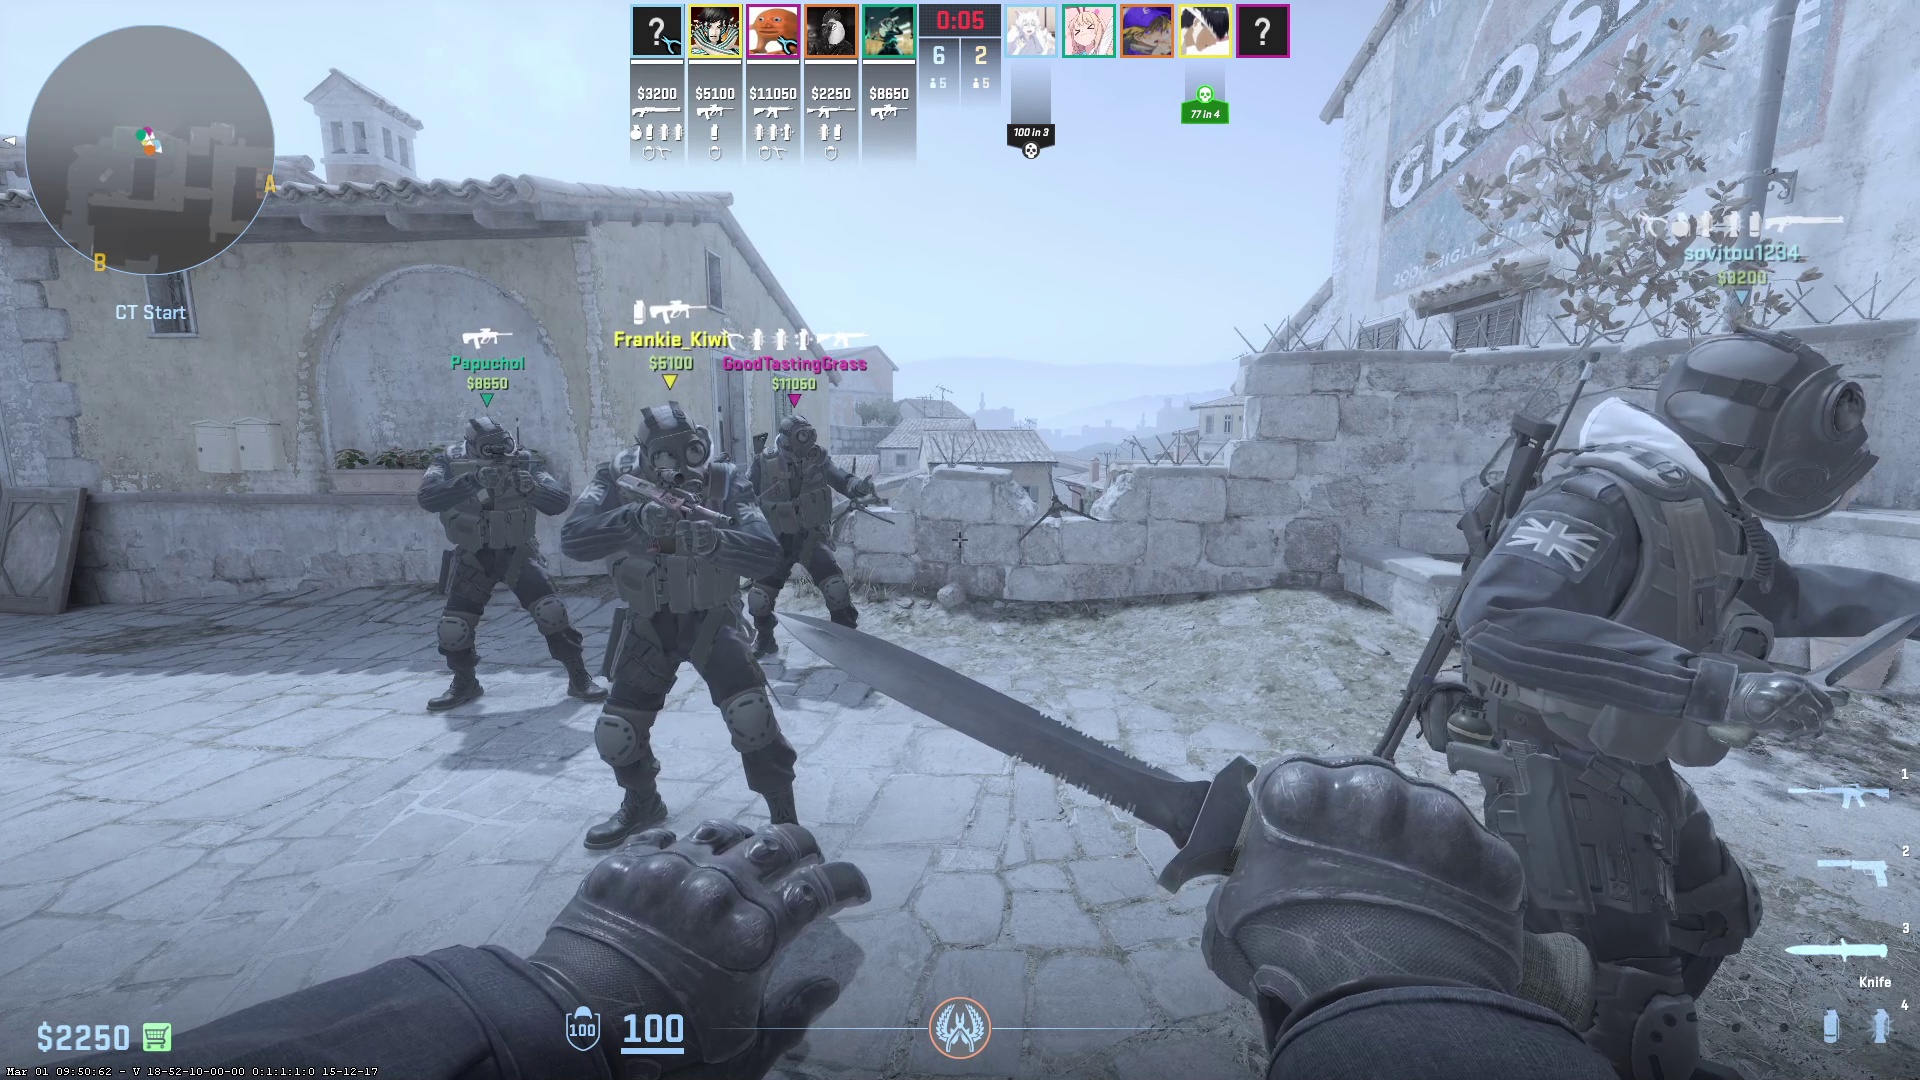 ?
?
0:05
6
2
5
5
$3200
$5100
$11050
$2250
$8650
100 in 3
77 in 4
A
B
CT Start
GROS
Papuchol
$8650
Frankie_Kiwi
$5100
GoodTastingGrass
$11050
sovitou1234
$3200
1
2
3
Knife
4
$2250
100
100
Mar 01 09:50:62 - V 18-52-10-00-00 0:1:1:1:0 15-12-17